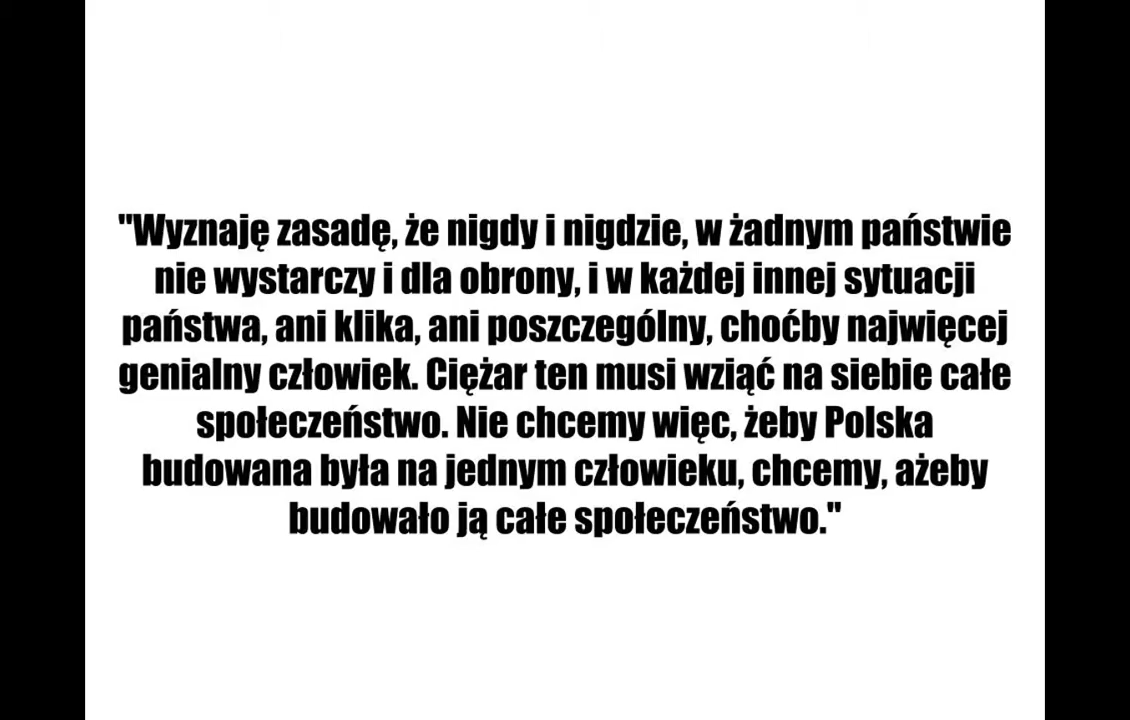 "Wyznaję zasadę, że nigdy i nigdzie, w żadnym państwie
nie wystarczy i dla obrony, i w każdej innej sytuacji
państwa, ani klika, ani poszczególny, choćby najwięcej
genialny człowiek. Ciężar ten musi wziąć na siebie całe
społeczeństwo. Nie chcemy więc, żeby Polska
budowana była na jednym człowieku, chcemy, ażeby
budowało ją całe społeczeństwo."